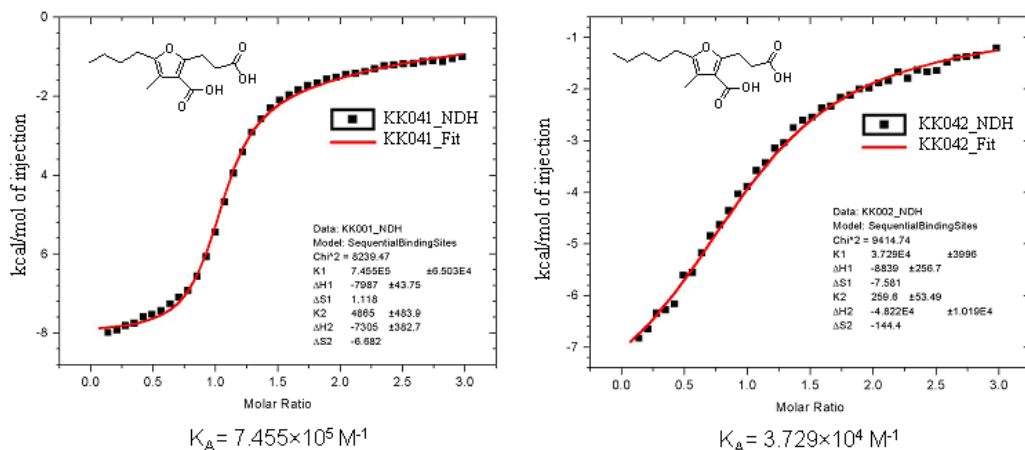 0
-2
4
6
-8
kcal/mol of injection
O
O
OH
O
OH
KK041_NDH
KK041_Fit
Data: KK001_NDH
Model: SequentialBindingSites
Chi^2 = 8239.47
K1 7.455E5 ±6.503E4
ΔH1 -7987 ±43.75
ΔS1 1.118
K2 4865 ±483.9
ΔH2 -7305 ±382.7
ΔS2 -6.682
0.0 0.5 1.0 1.5 2.0 2.5 3.0
Molar Ratio
K_A= 7.455×10⁵ M⁻¹
-1
-2
-3
-4
-5
-6
-7
kcal/mol of injection
O
O
OH
O
OH
KK042_NDH
KK042_Fit
Data: KK002_NDH
Model: SequentialBindingSites
Chi^2 = 9414.74
K1 3.729E4 ±3996
ΔH1 -8839 ±256.7
ΔS1 -7.581
K2 259.6 ±53.49
ΔH2 -4.822E4 ±1.019E4
ΔS2 -144.4
0.0 0.5 1.0 1.5 2.0 2.5 3.0
Molar Ratio
K_A= 3.729×10⁴ M⁻¹